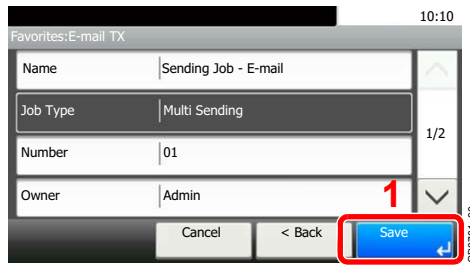 10:10
Favorites:E-mail TX
Name Sending Job - E-mail
Job Type Multi Sending
1/2
Number 01
Owner Admin
1
Cancel < Back Save